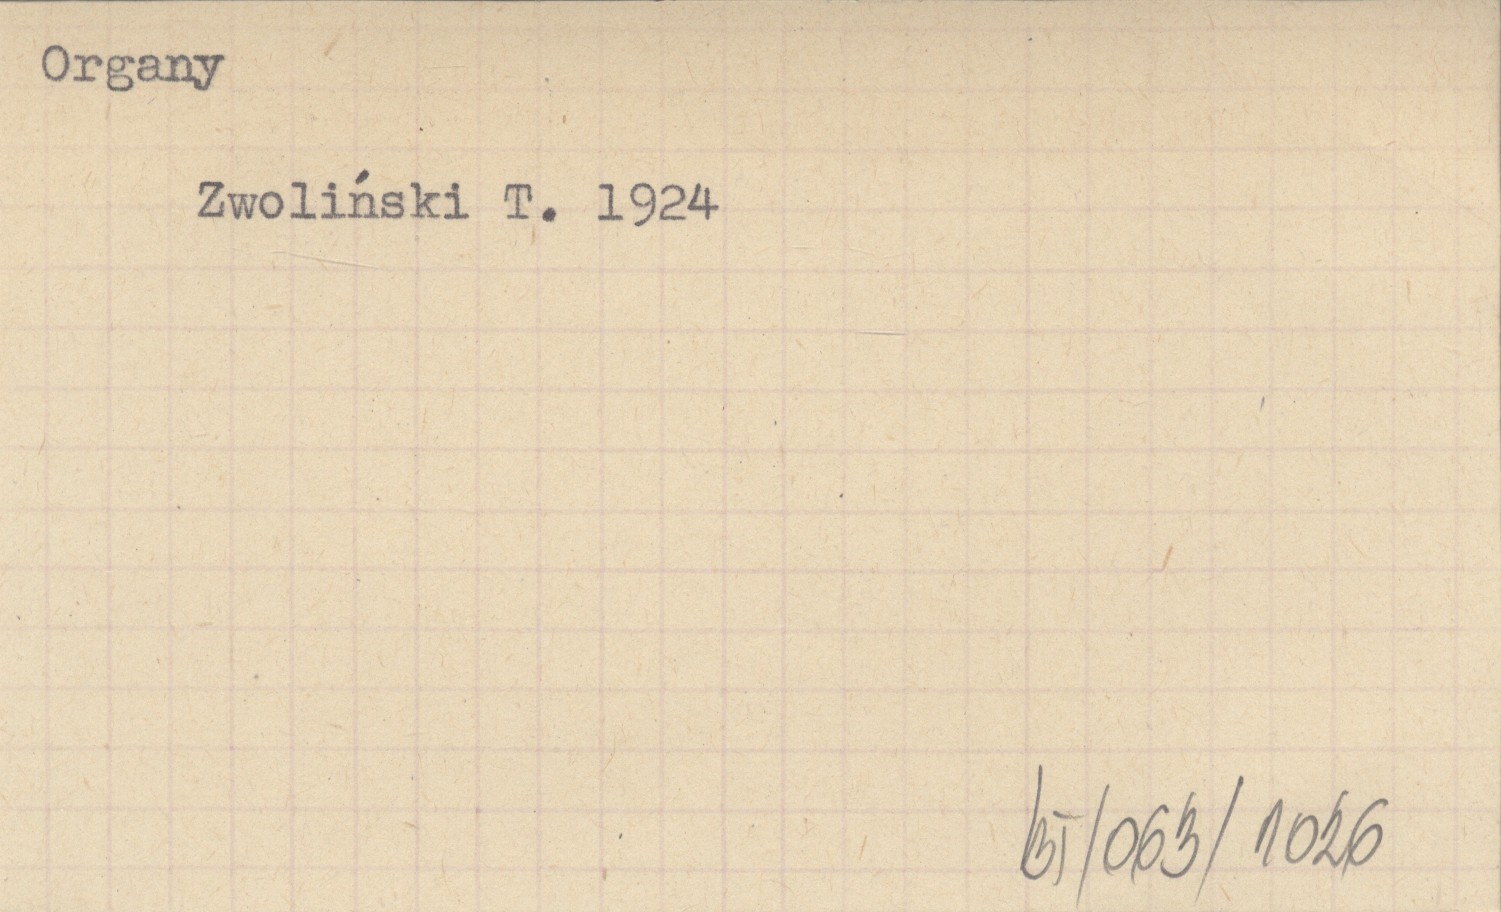 Organy
Zwoliński T. 1924
BJ/063/1026